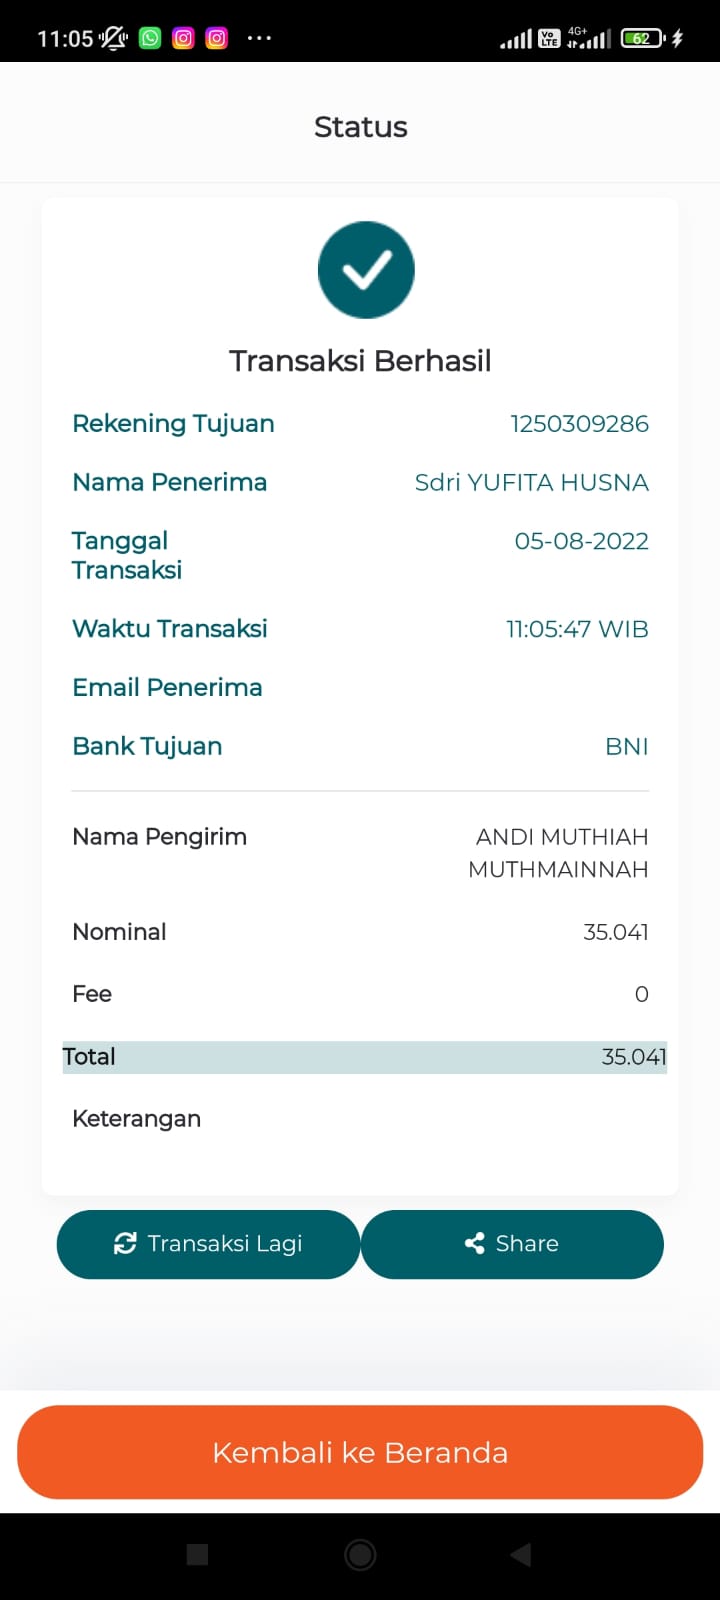 11:05 ...
Vo LTE 4G+ 62
Status
Transaksi Berhasil
Rekening Tujuan 1250309286
Nama Penerima Sdri YUFITA HUSNA
Tanggal
Transaksi 05-08-2022
Waktu Transaksi 11:05:47 WIB
Email Penerima
Bank Tujuan BNI
Nama Pengirim ANDI MUTHIAH
MUTHMAINNAH
Nominal 35.041
Fee 0
Total 35.041
Keterangan
Transaksi Lagi
Share
Kembali ke Beranda